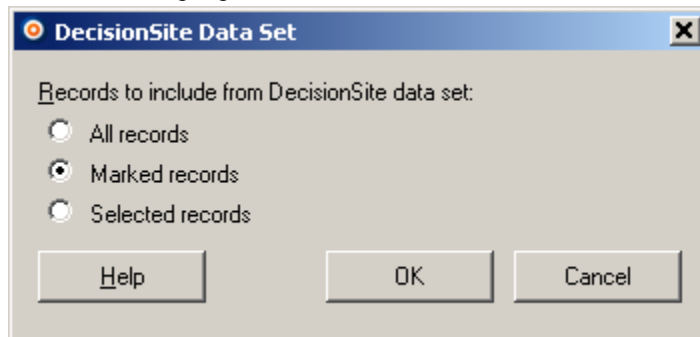 DecisionSite Data Set
Records to include from DecisionSite data set:
All records
Marked records
Selected records
Help OK Cancel